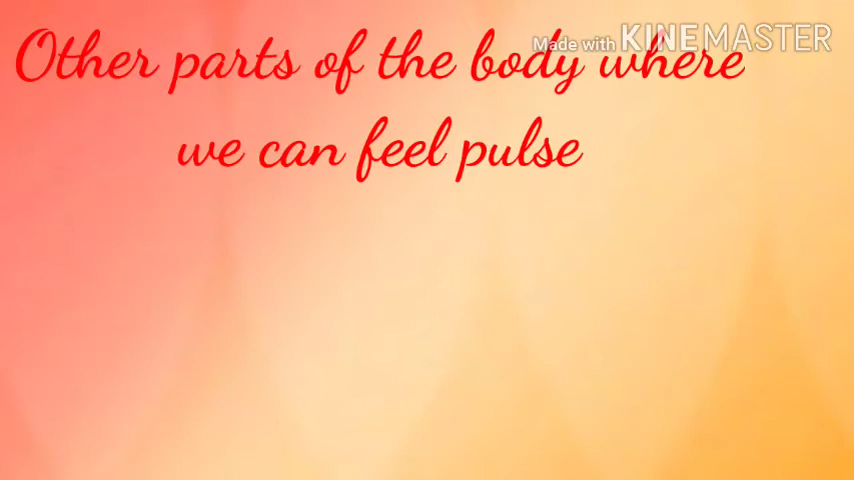 Made with KINEMASTER
Other parts of the body where
we can feel pulse